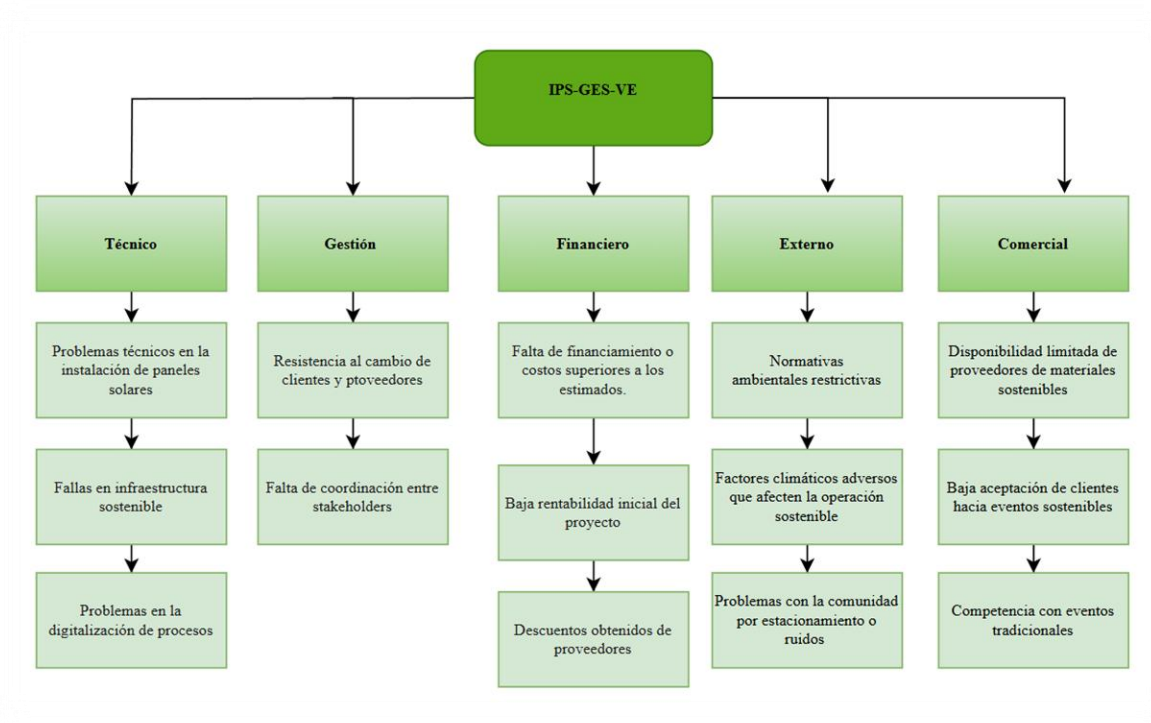 IPS-GES-VE
Técnico
Gestión
Financiero
Externo
Comercial
Problemas técnicos en la
instalación de paneles
solares
Resistencia al cambio de
clientes y ptoveedores
Falta de financiamiento o
costos superiores a los
estimados.
Normativas
ambientales restrictivas
Disponibilidad limitada de
proveedores de materiales
sostenibles
Fallas en infraestructura
sostenible
Falta de coordinación entre
stakeholders
Baja rentabilidad inicial del
proyecto
Factores climáticos adversos
que afecten la operación
sostenible
Baja aceptación de clientes
hacia eventos sostenibles
Problemas en la
digitalización de procesos
Descuentos obtenidos de
proveedores
Problemas con la comunidad
por estacionamiento o
ruidos
Competencia con eventos
tradicionales